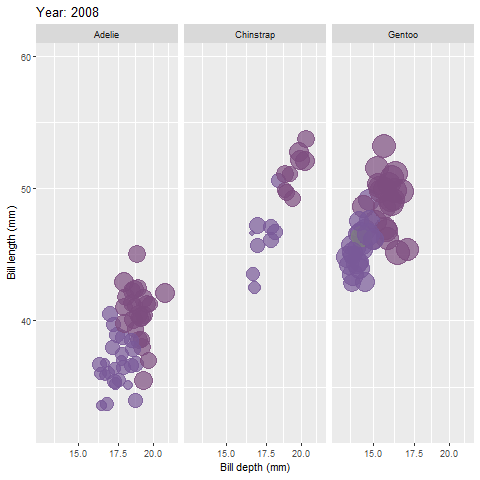 Year: 2008
Adelie
Chinstrap
Gentoo
60
50
40
Bill length (mm)
15.0 17.5 20.0
15.0 17.5 20.0
15.0 17.5 20.0
Bill depth (mm)